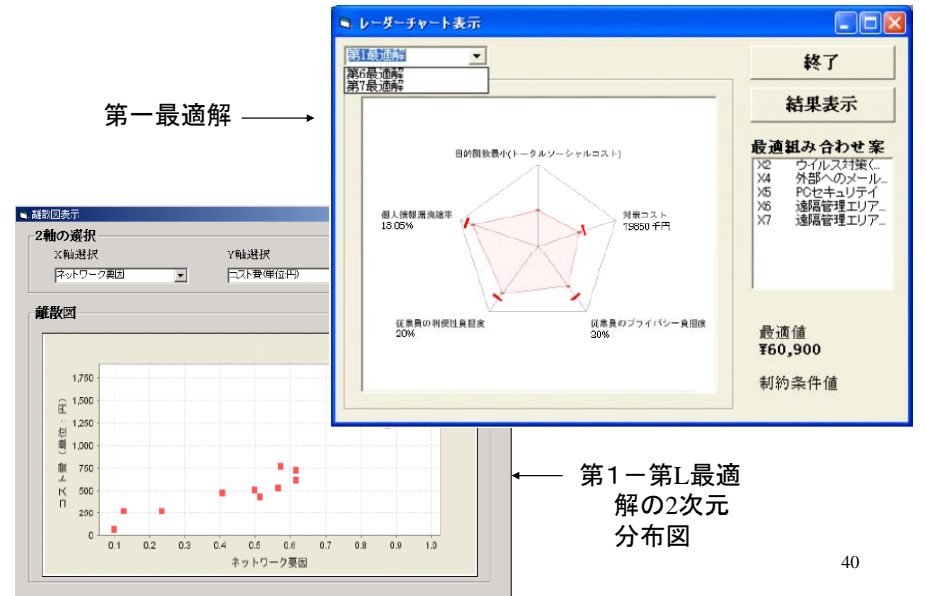 レーダーチャート表示
第1最適解
第6最適解
第7最適解
終了
結果表示
第一最適解
目的関数最小(トータルソーシャルコスト)
個人情報漏洩確率
13.05%
対策コスト
19850 千円
従業員の利便性負担度
20%
従業員のプライバシー負担度
20%
最適組み合わせ案
X2 ウイルス対策(...
X4 外部へのメール...
X5 PCセキュリテイ
X6 遠隔管理エリア...
X7 遠隔管理エリア...
最適値
¥60,900
制約条件値
離散図表示
2軸の選択
X軸選択
Y軸選択
ネットワーク要因
コスト費(単位:円)
離散図
コスト費(単位:円)
1,750
1,500
1,250
1,000
750
500
250
0
0.1 0.2 0.3 0.4 0.5 0.6 0.7 0.8 0.9 1.0
ネットワーク要因
第1-第L最適
解の2次元
分布図
40